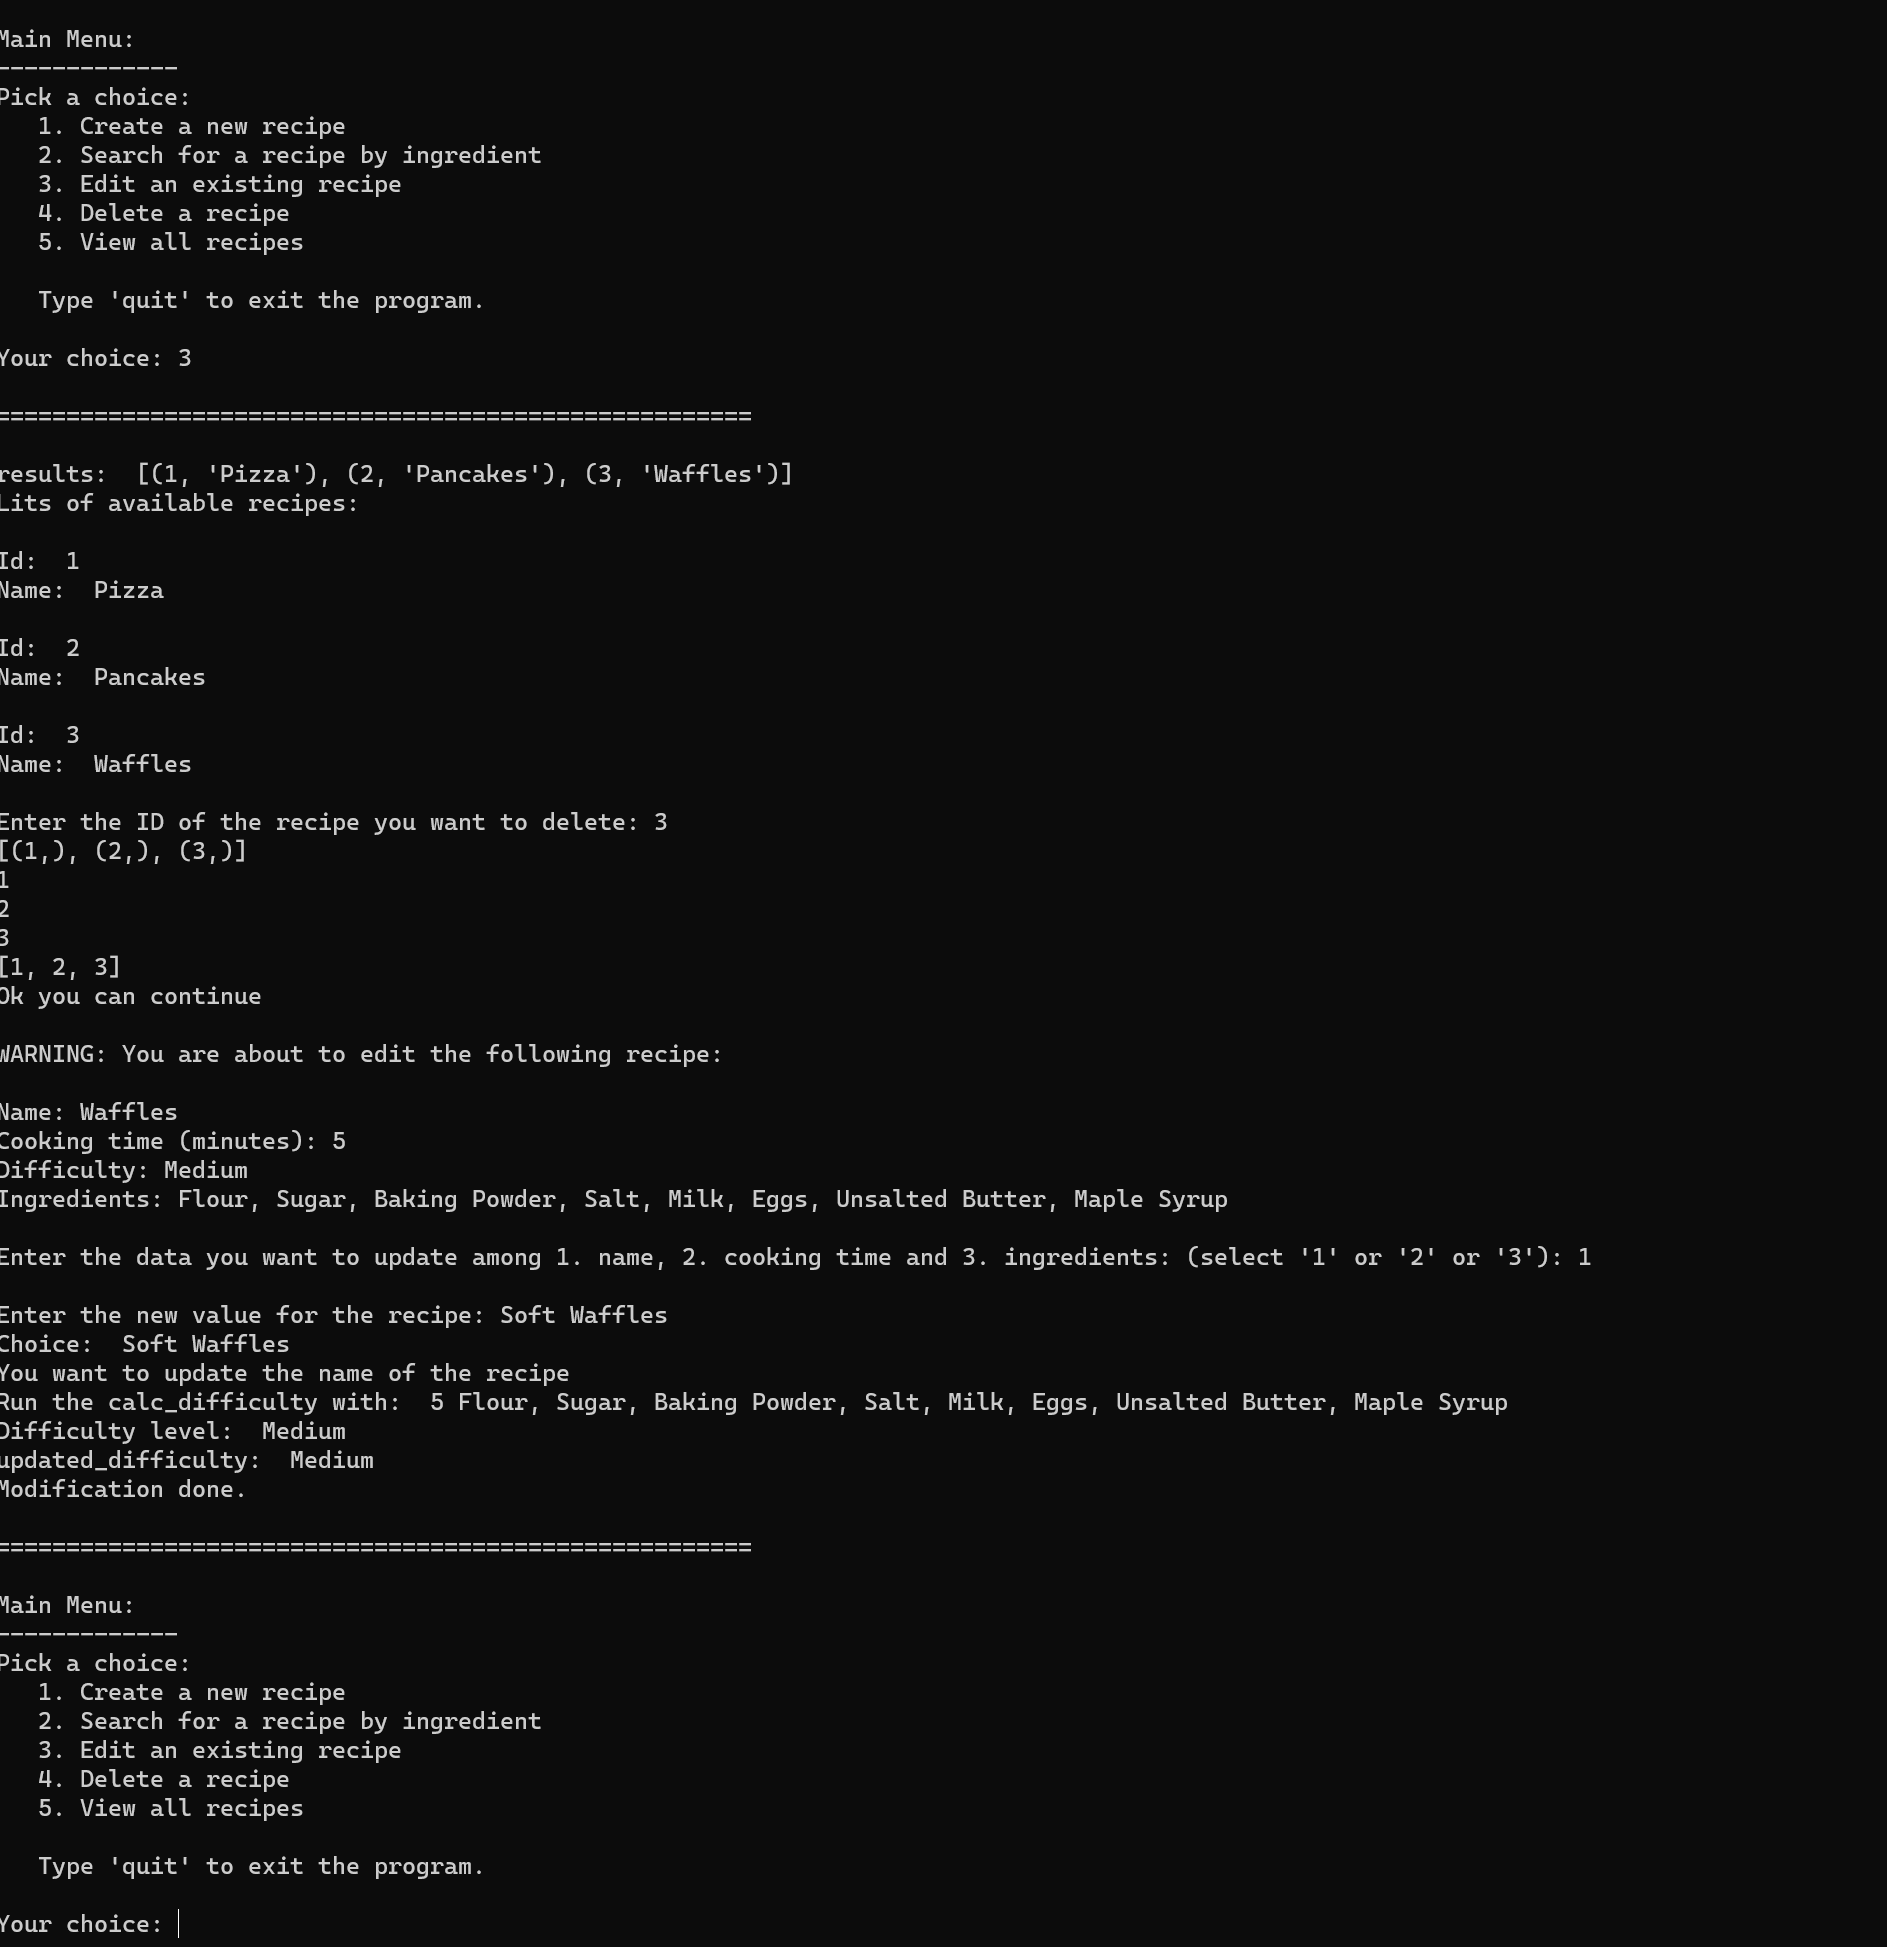 Main Menu:
-------------
Pick a choice:
   1. Create a new recipe
   2. Search for a recipe by ingredient
   3. Edit an existing recipe
   4. Delete a recipe
   5. View all recipes

   Type 'quit' to exit the program.

Your choice: 3

======================================================

results:  [(1, 'Pizza'), (2, 'Pancakes'), (3, 'Waffles')]
Lits of available recipes:

Id:  1
Name:  Pizza

Id:  2
Name:  Pancakes

Id:  3
Name:  Waffles

Enter the ID of the recipe you want to delete: 3
[(1,), (2,), (3,)]
1
2
3
[1, 2, 3]
Ok you can continue

WARNING: You are about to edit the following recipe:

Name: Waffles
Cooking time (minutes): 5
Difficulty: Medium
Ingredients: Flour, Sugar, Baking Powder, Salt, Milk, Eggs, Unsalted Butter, Maple Syrup

Enter the data you want to update among 1. name, 2. cooking time and 3. ingredients: (select '1' or '2' or '3'): 1

Enter the new value for the recipe: Soft Waffles
Choice:  Soft Waffles
You want to update the name of the recipe
Run the calc_difficulty with:  5 Flour, Sugar, Baking Powder, Salt, Milk, Eggs, Unsalted Butter, Maple Syrup
Difficulty level:  Medium
updated_difficulty:  Medium
Modification done.

======================================================

Main Menu:
-------------
Pick a choice:
   1. Create a new recipe
   2. Search for a recipe by ingredient
   3. Edit an existing recipe
   4. Delete a recipe
   5. View all recipes

   Type 'quit' to exit the program.

Your choice: